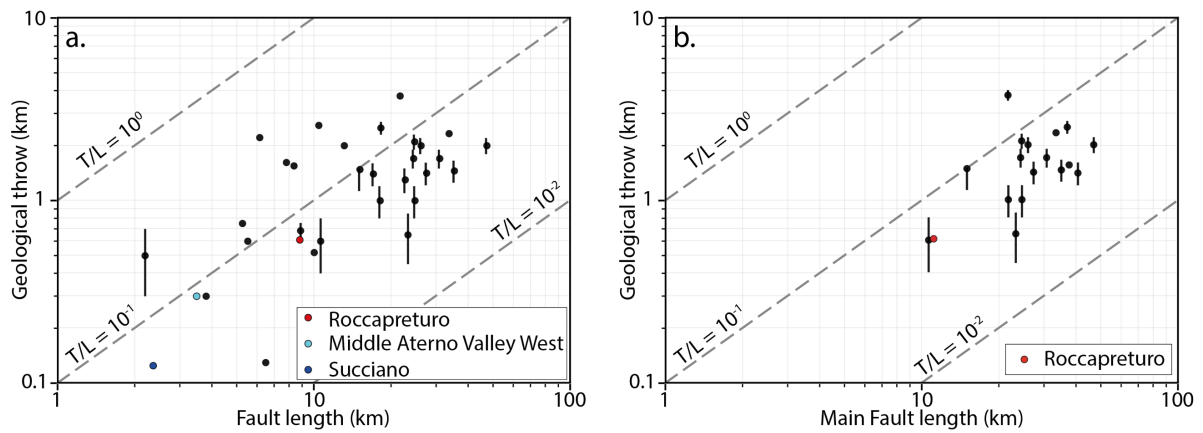 a.
10
1
0.1
Geological throw (km)
T/L = 10⁰
T/L = 10⁻¹
T/L = 10⁻²
Roccapreturo
Middle Aterno Valley West
Succiano
1
10
100
Fault length (km)
b.
10
1
0.1
Geological throw (km)
T/L = 10⁰
T/L = 10⁻¹
T/L = 10⁻²
Roccapreturo
1
10
100
Main Fault length (km)